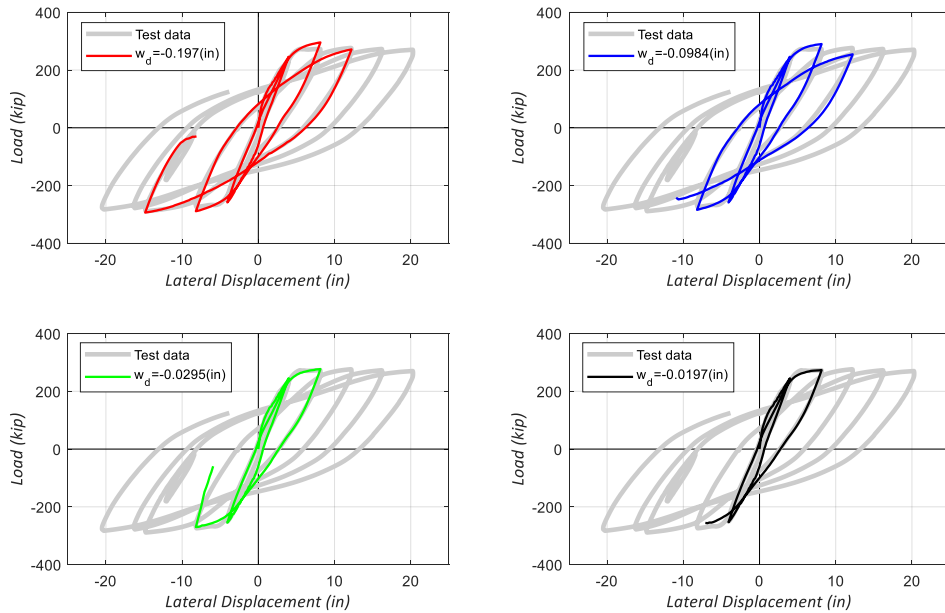 400
200
0
-200
-400
Load (kip)
Test data
w_d=-0.197(in)
-20 -10 0 10 20
Lateral Displacement (in)
400
200
0
-200
-400
Load (kip)
Test data
w_d=-0.0984(in)
-20 -10 0 10 20
Lateral Displacement (in)
400
200
0
-200
-400
Load (kip)
Test data
w_d=-0.0295(in)
-20 -10 0 10 20
Lateral Displacement (in)
400
200
0
-200
-400
Load (kip)
Test data
w_d=-0.0197(in)
-20 -10 0 10 20
Lateral Displacement (in)